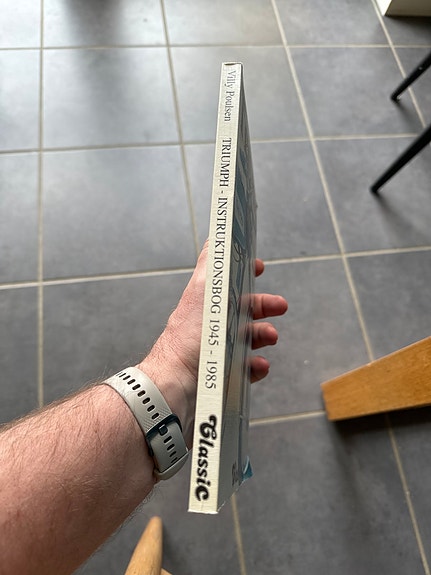 Villy Poulsen TRIUMPH - INSTRUKTIONSBOG 1945 - 1985 Classic